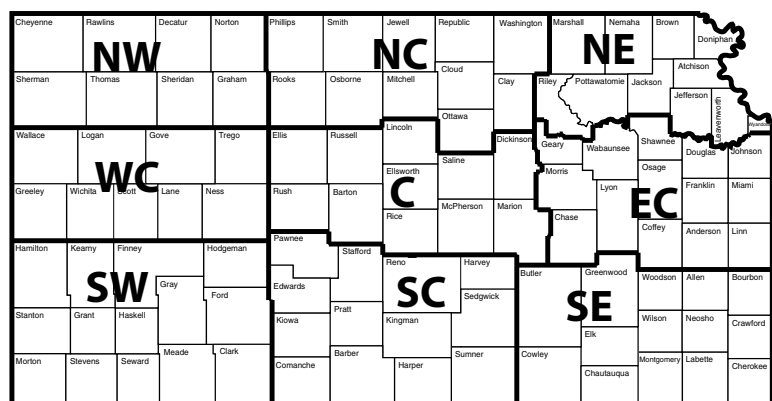 Cheyenne Rawlins Decatur Norton Phillips Smith Jewell Republic Washington Marshall Nemaha Brown
Doniphan
NW NC NE
Atchison
Sherman Thomas Sheridan Graham Rooks Osborne Mitchell Cloud Clay Riley Pottawatomie Jackson
Jefferson Leavenworth
Ottawa
Wyandotte
Wallace Logan Gove Trego Ellis Russell Lincoln Dickinson Geary Wabaunsee Shawnee Douglas Johnson
Saline
Osage
WC C EC
Ellsworth Morris
Greeley Wichita Scott Lane Ness Rush Barton Lyon Franklin Miami
Rice McPherson Marion Chase
Coffey Anderson Linn
Pawnee
Hamilton Kearny Finney Hodgeman Stafford Reno Harvey Butler Greenwood Woodson Allen Bourbon
SW SC SE
Gray Edwards Sedgwick
Ford
Stanton Grant Haskell Kiowa Pratt Kingman Wilson Neosho Crawford
Elk
Meade Clark Barber Sumner Cowley
Morton Stevens Seward Comanche Harper Montgomery Labette Cherokee
Chautauqua